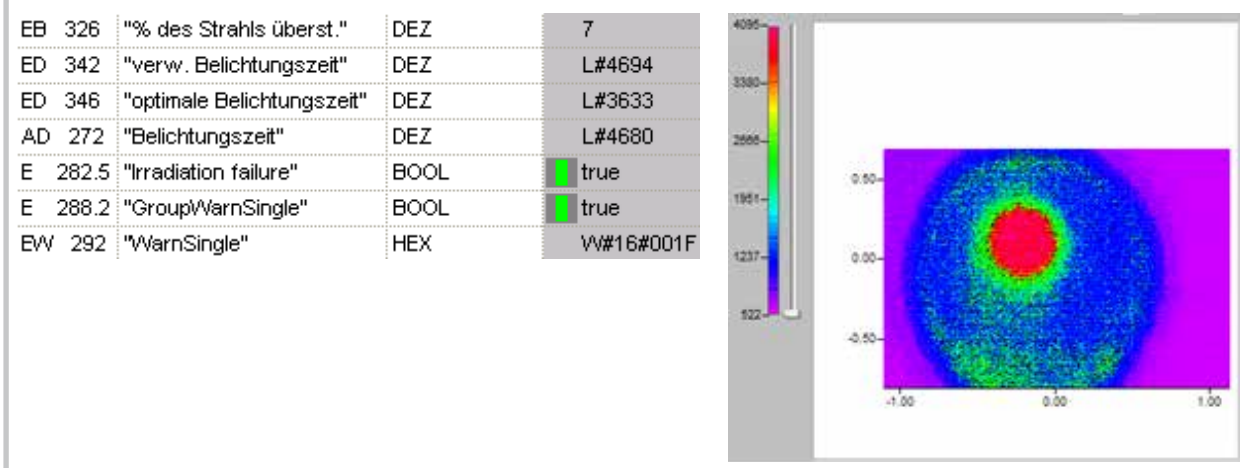 EB 326 "% des Strahls überst." DEZ 7
ED 342 "verw. Belichtungszeit" DEZ L#4694
ED 346 "optimale Belichtungszeit" DEZ L#3633
AD 272 "Belichtungszeit" DEZ L#4680
E 282.5 "Irradiation failure" BOOL true
E 288.2 "GroupWarnSingle" BOOL true
EW 292 "WarnSingle" HEX W#16#001F
4095
3380
1951
1237
522
0.50
0.00
-0.50
-1.00 0.00 1.00